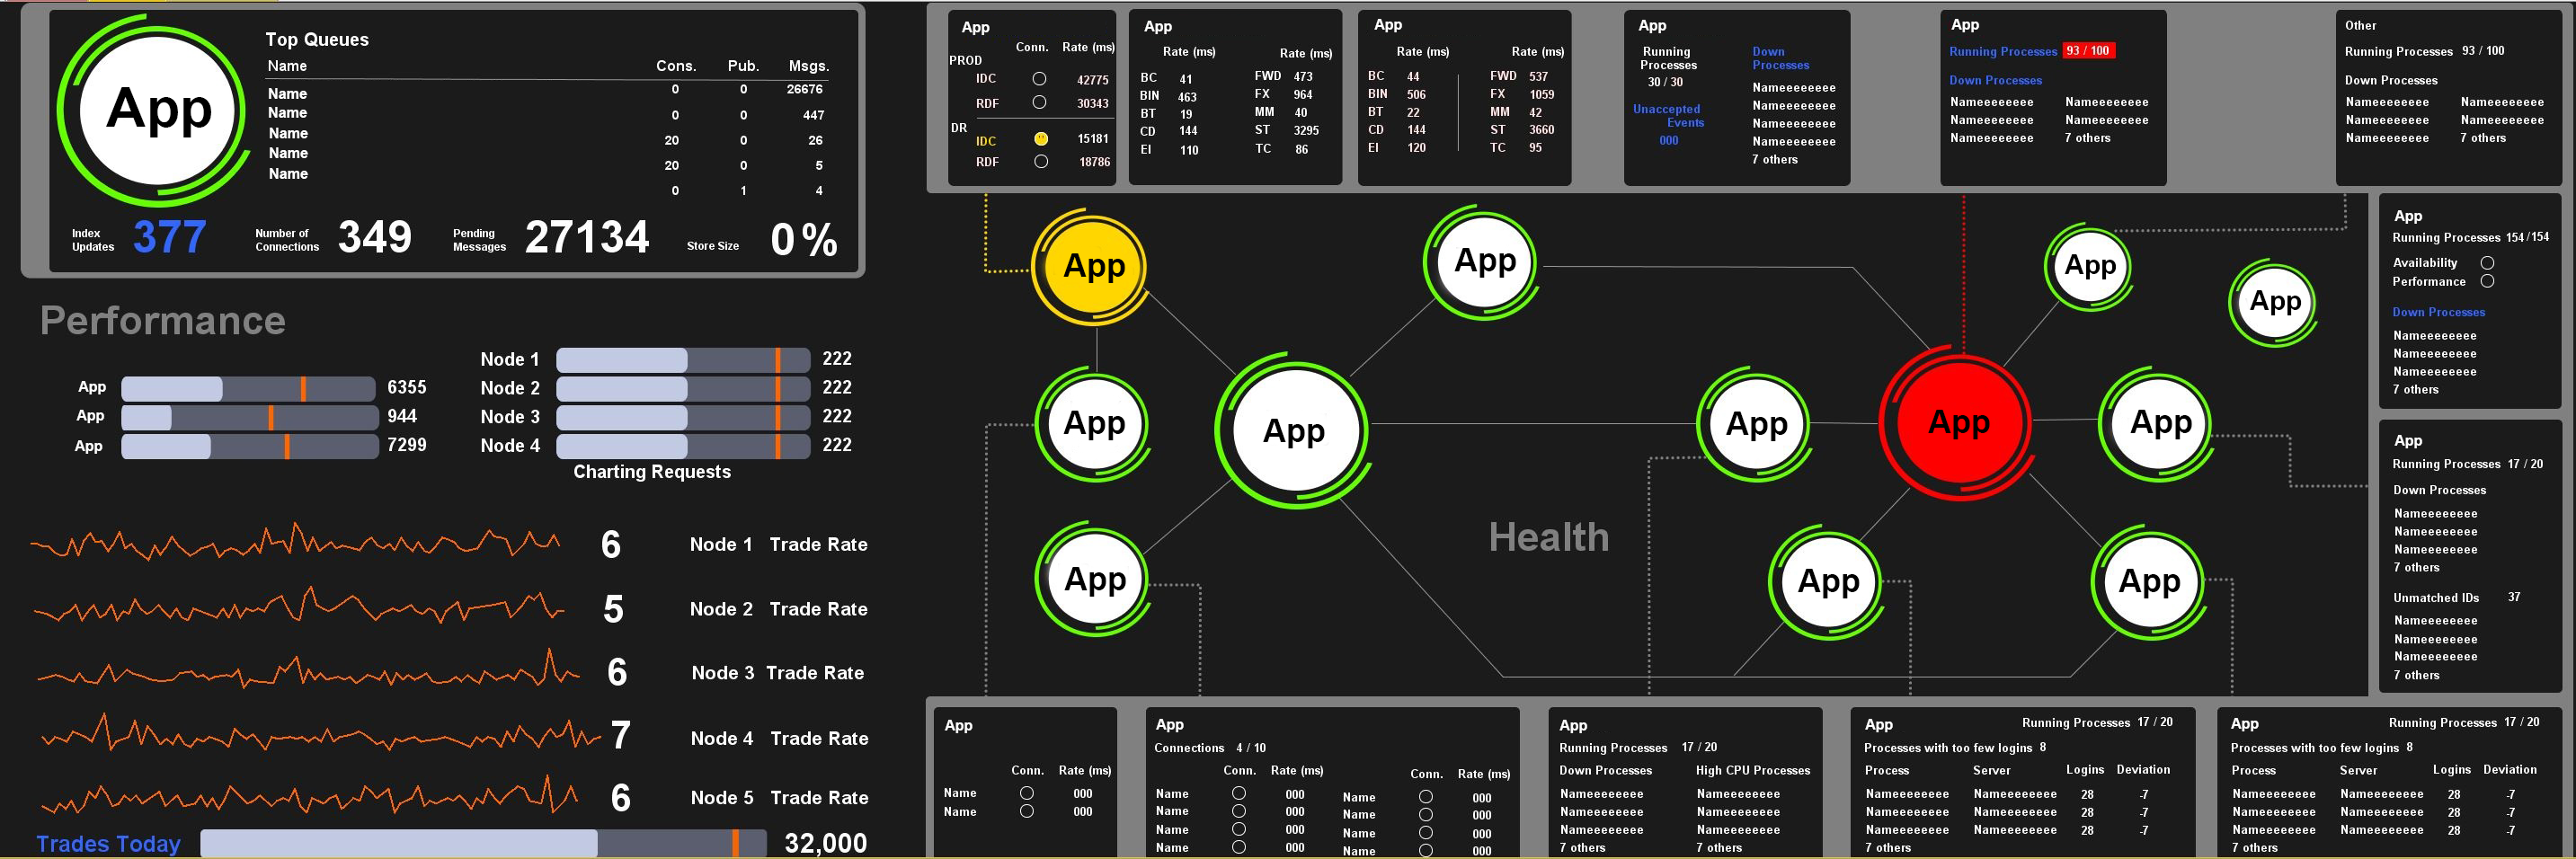 App
Top Queues
Name Cons. Pub. Msgs.
Name 0 0 26676
Name 0 0 447
Name 20 0 26
Name 20 0 5
Name 0 1 4
Index Updates 377
Number of Connections 349
Pending Messages 27134
Store Size 0 %
Performance
App 6355
App 944
App 7299
Node 1 222
Node 2 222
Node 3 222
Node 4 222
Charting Requests
6 Node 1 Trade Rate
5 Node 2 Trade Rate
6 Node 3 Trade Rate
7 Node 4 Trade Rate
6 Node 5 Trade Rate
Trades Today 32,000
App
Conn. Rate (ms)
PROD
IDC 42775
RDF 30343
DR
IDC 15181
RDF 18786
App
Rate (ms) Rate (ms)
BC 41 FWD 473
BIN 463 FX 964
BT 19 MM 40
CD 144 ST 3295
EI 110 TC 86
App
Rate (ms) Rate (ms)
BC 44 FWD 537
BIN 506 FX 1059
BT 22 MM 42
CD 144 ST 3660
EI 120 TC 95
App
Running Processes
30 / 30
Unaccepted Events
000
Down Processes
Nameeeeeeee
Nameeeeeeee
Nameeeeeeee
Nameeeeeeee
7 others
App
Running Processes 93 / 100
Down Processes
Nameeeeeeee Nameeeeeeee
Nameeeeeeee Nameeeeeeee
Nameeeeeeee 7 others
Other
Running Processes 93 / 100
Down Processes
Nameeeeeeee Nameeeeeeee
Nameeeeeeee Nameeeeeeee
Nameeeeeeee 7 others
App
App
App
App
App
App
App
App
App
App
App
App
App
Health
App
Running Processes 154/154
Availability
Performance
Down Processes
Nameeeeeeee
Nameeeeeeee
Nameeeeeeee
7 others
App
Running Processes 17 / 20
Down Processes
Nameeeeeeee
Nameeeeeeee
Nameeeeeeee
7 others
Unmatched IDs 37
Nameeeeeeee
Nameeeeeeee
Nameeeeeeee
7 others
App
Conn. Rate (ms)
Name 000
Name 000
App
Connections 4 / 10
Conn. Rate (ms) Conn. Rate (ms)
Name 000 Name 000
Name 000 Name 000
Name 000 Name 000
Name 000 Name 000
App
Running Processes 17 / 20
Down Processes High CPU Processes
Nameeeeeeee Nameeeeeeee
Nameeeeeeee Nameeeeeeee
Nameeeeeeee Nameeeeeeee
7 others 7 others
App Running Processes 17 / 20
Processes with too few logins 8
Process Server Logins Deviation
Nameeeeeeee Nameeeeeeee 28 -7
Nameeeeeeee Nameeeeeeee 28 -7
Nameeeeeeee Nameeeeeeee 28 -7
7 others
App Running Processes 17 / 20
Processes with too few logins 8
Process Server Logins Deviation
Nameeeeeeee Nameeeeeeee 28 -7
Nameeeeeeee Nameeeeeeee 28 -7
Nameeeeeeee Nameeeeeeee 28 -7
7 others